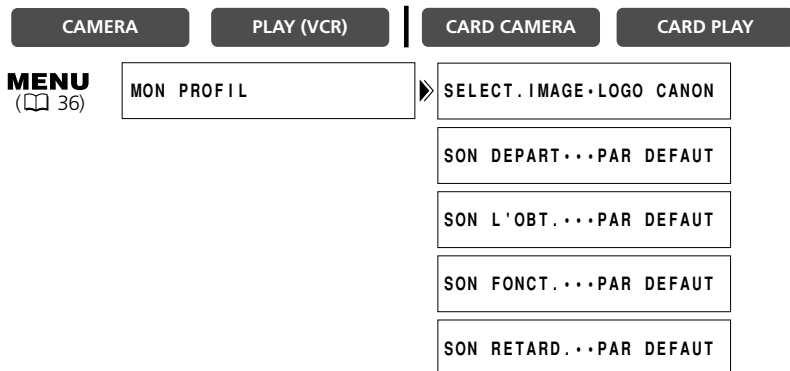 CAMERA PLAY (VCR) CARD CAMERA CARD PLAY
MENU
(📖 36)
MON PROFIL
SELECT.IMAGE・LOGO CANON
SON DEPART・・・PAR DEFAUT
SON L'OBT.・・・PAR DEFAUT
SON FONCT.・・・PAR DEFAUT
SON RETARD.・・PAR DEFAUT